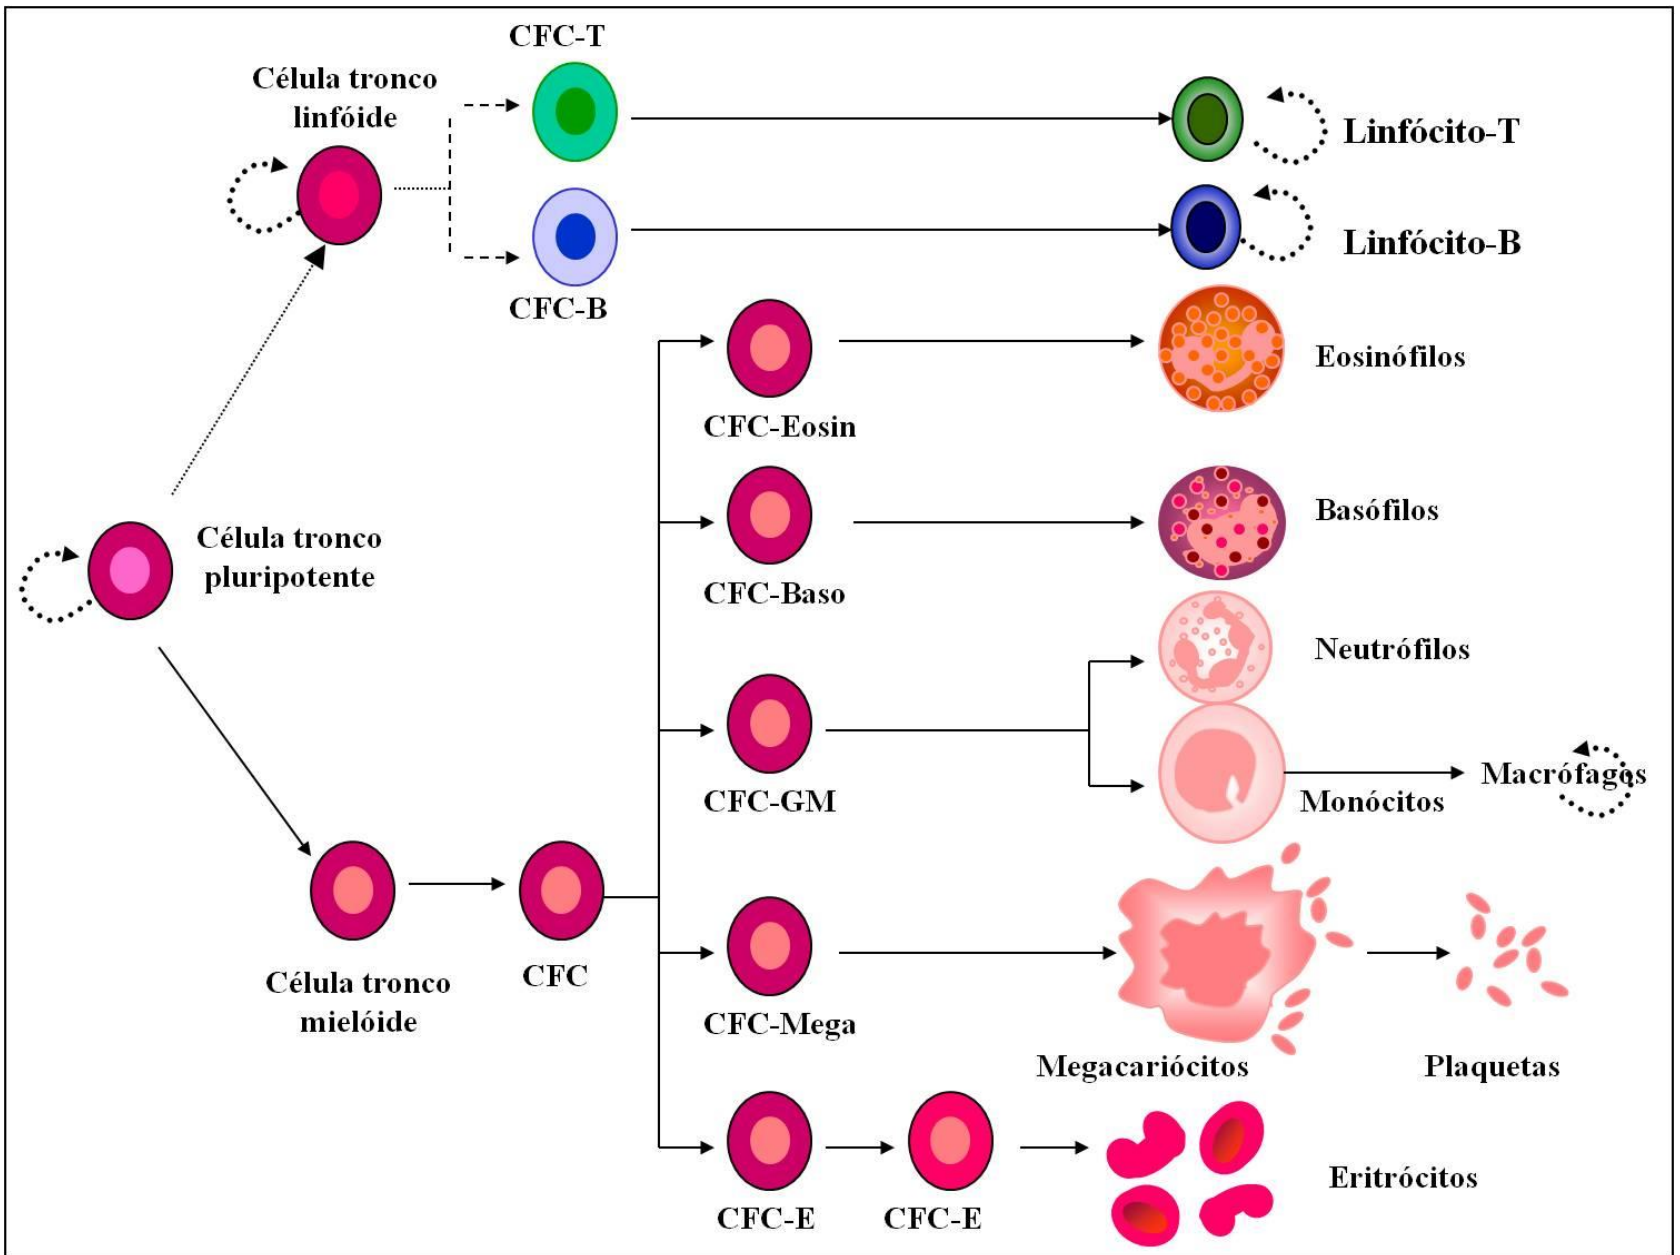 CFC-T
Célula tronco
linfóide
Linfócito-T
Linfócito-B
CFC-B
Eosinófilos
CFC-Eosin
Basófilos
Célula tronco
pluripotente
CFC-Baso
Neutrófilos
Macrófagos
CFC-GM
Monócitos
Célula tronco
mielóide
CFC
CFC-Mega
Megacariócitos
Plaquetas
Eritrócitos
CFC-E
CFC-E